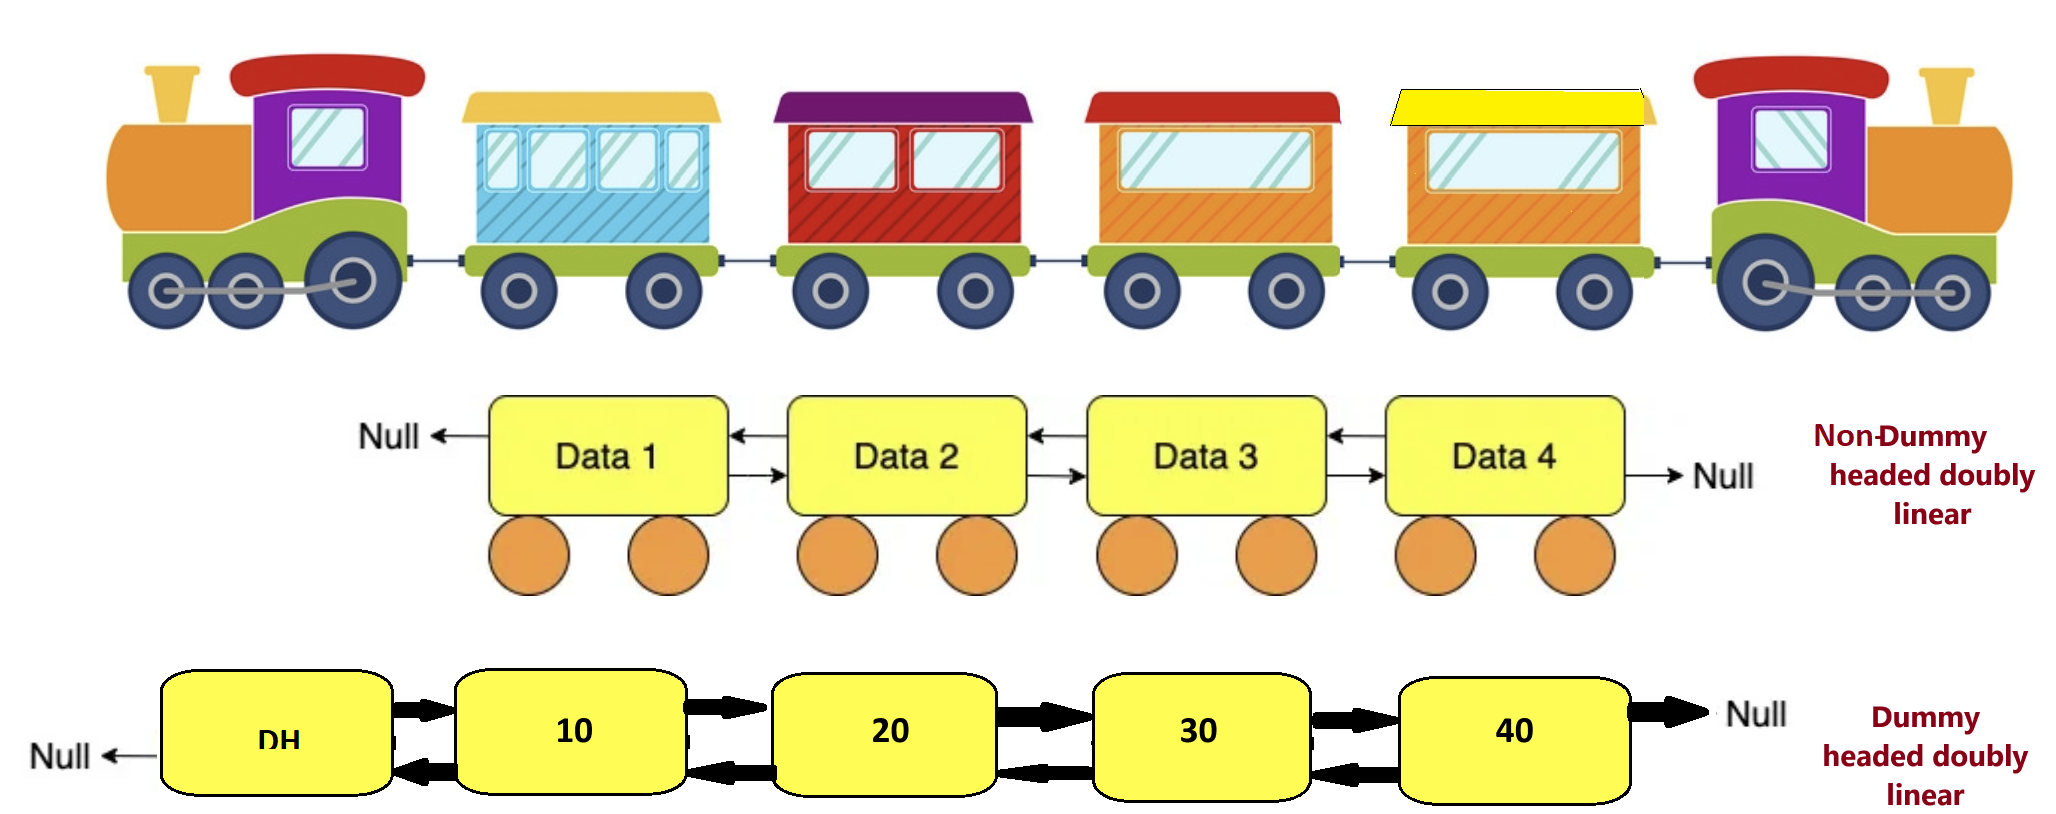 Null Data 1 Data 2 Data 3 Data 4 Null
Non-Dummy
headed doubly
linear
Null DH 10 20 30 40 Null
Dummy
headed doubly
linear